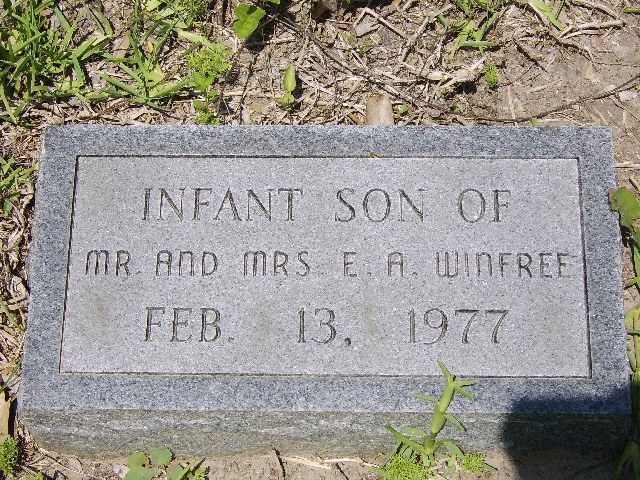 INFANT SON OF
MR. AND MRS. E. A. WINFREE
FEB. 13, 1977